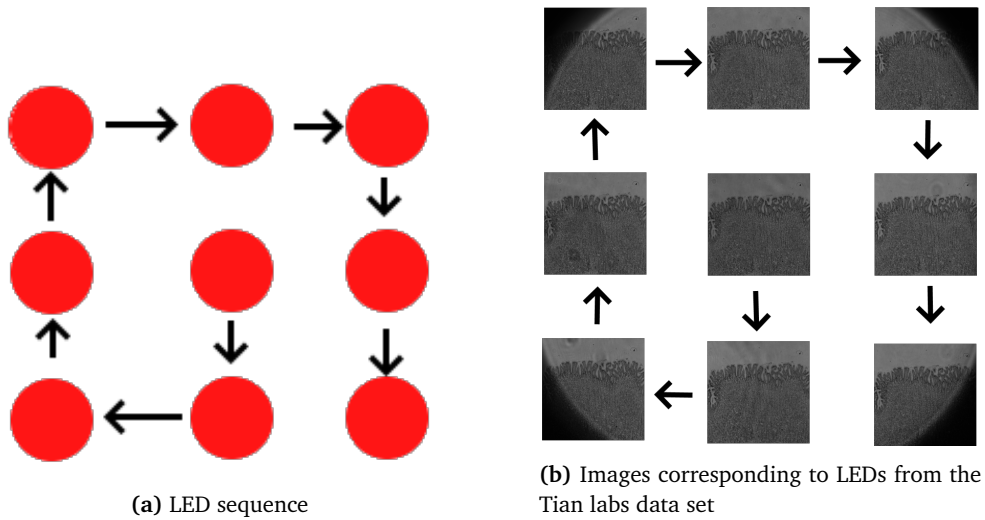 (a) LED sequence
(b) Images corresponding to LEDs from the
Tian labs data set